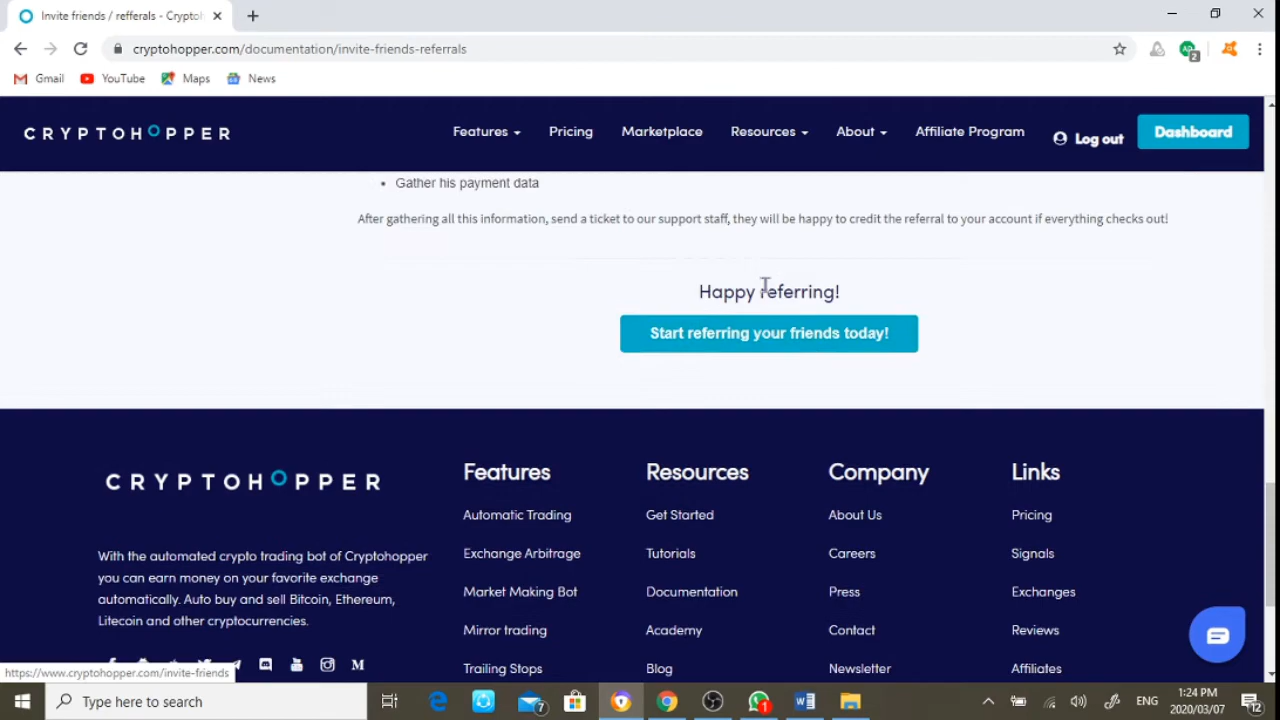 Invite friends / refferals - Crypto
cryptohopper.com/documentation/invite-friends-referrals
2
Gmail YouTube Maps News
CRYPTOHOPPER Features Pricing Marketplace Resources About Affiliate Program Log out Dashboard
• Gather his payment data
After gathering all this information, send a ticket to our support staff, they will be happy to credit the referral to your account if everything checks out!
Happy referring!
Start referring your friends today!
CRYPTOHOPPER
With the automated crypto trading bot of Cryptohopper
you can earn money on your favorite exchange
automatically. Auto buy and sell Bitcoin, Ethereum,
Litecoin and other cryptocurrencies.
Features
Automatic Trading
Exchange Arbitrage
Market Making Bot
Mirror trading
Trailing Stops
Resources
Get Started
Tutorials
Documentation
Academy
Blog
Company
About Us
Careers
Press
Contact
Newsletter
Links
Pricing
Signals
Exchanges
Reviews
Affiliates
https://www.cryptohopper.com/invite-friends
Type here to search
7
1
ENG
1:24 PM
2020/03/07
12